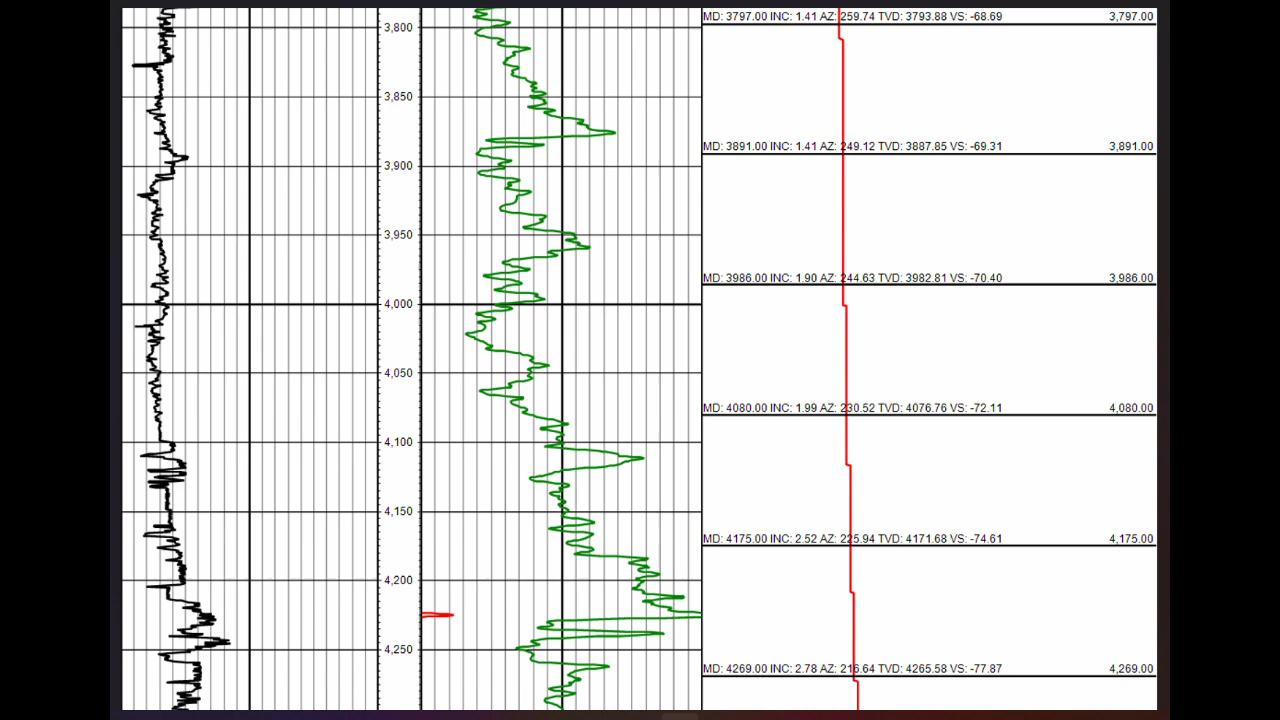 MD: 3797.00 INC: 1.41 AZ: 259.74 TVD: 3793.88 VS: -68.69 3,797.00
3,800
3,850
MD: 3891.00 INC: 1.41 AZ: 249.12 TVD: 3887.85 VS: -69.31 3,891.00
3,900
3,950
MD: 3986.00 INC: 1.90 AZ: 244.63 TVD: 3982.81 VS: -70.40 3,986.00
4,000
4,050
MD: 4080.00 INC: 1.99 AZ: 230.52 TVD: 4076.76 VS: -72.11 4,080.00
4,100
4,150
MD: 4175.00 INC: 2.52 AZ: 225.94 TVD: 4171.68 VS: -74.61 4,175.00
4,200
4,250
MD: 4269.00 INC: 2.78 AZ: 216.64 TVD: 4265.58 VS: -77.87 4,269.00